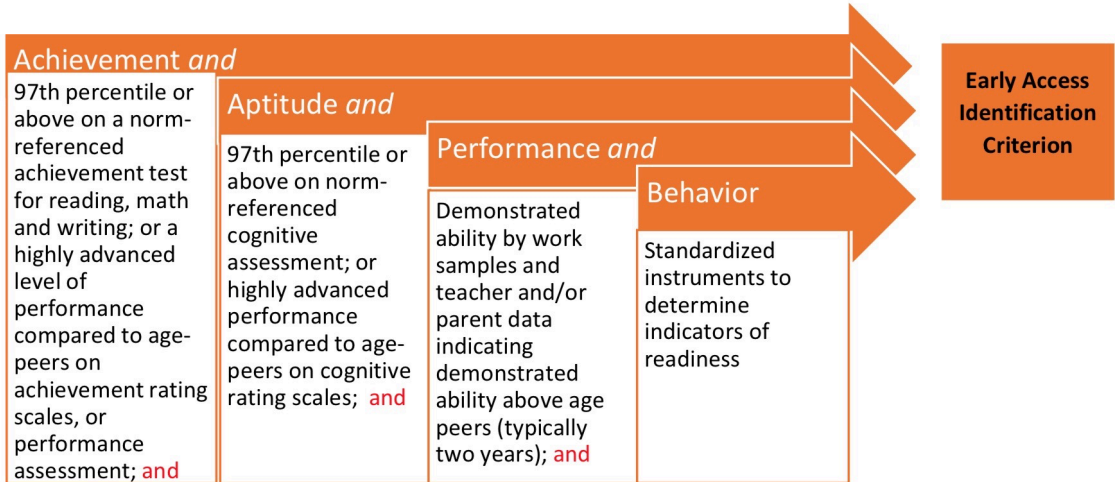 Achievement and
97th percentile or
above on a norm-
referenced
achievement test
for reading, math
and writing; or a
highly advanced
level of
performance
compared to age-
peers on
achievement rating
scales, or
performance
assessment; and
Aptitude and
97th percentile or
above on norm-
referenced
cognitive
assessment; or
highly advanced
performance
compared to age-
peers on cognitive
rating scales;  and
Performance and
Demonstrated
ability by work
samples and
teacher and/or
parent data
indicating
demonstrated
ability above age
peers (typically
two years); and
Behavior
Standardized
instruments to
determine
indicators of
readiness
Early Access
Identification
Criterion